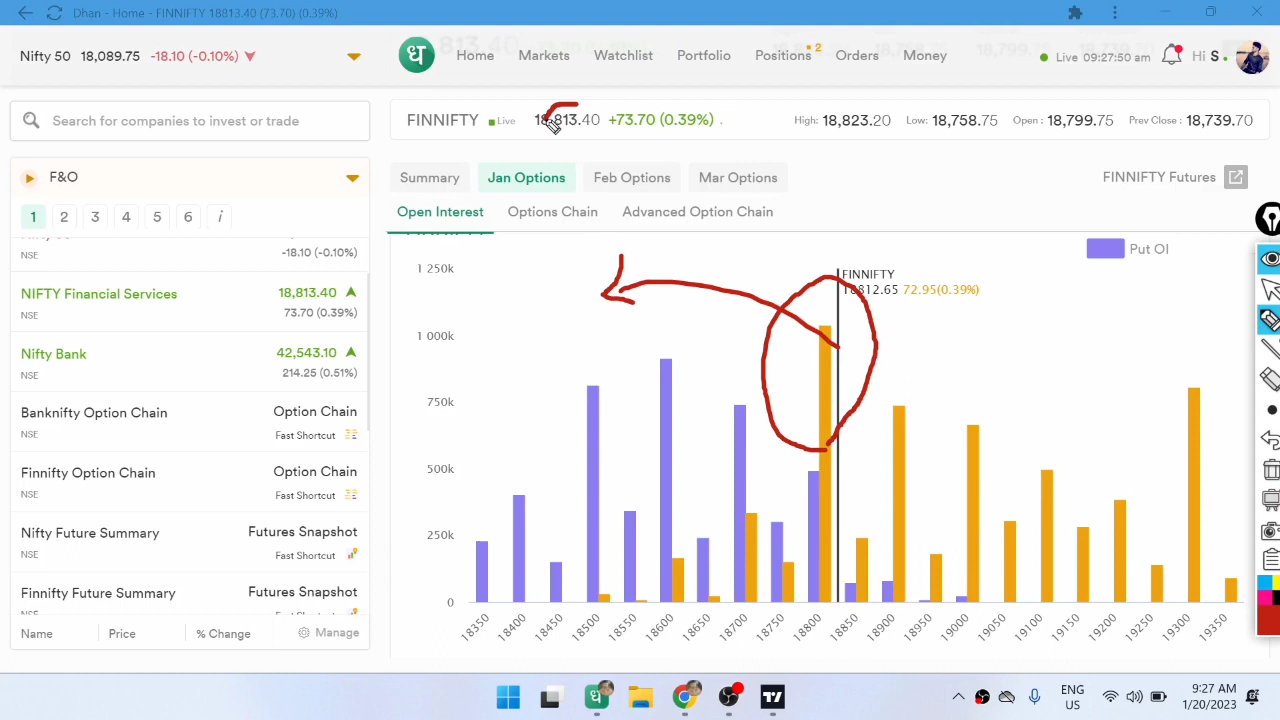 Dhan - FINNIFTY 18813.40 (73.70) (0.39%)
Nifty 50 18,089.75 -18.10 (-0.10%)
ध Home Markets Watchlist Portfolio Positions 2 Orders Money
Live 09:27:50 am Hi S
Search for companies to invest or trade
FINNIFTY Live 18,813.40 +73.70 (0.39%)
High: 18,823.20 Low: 18,758.75 Open : 18,799.75 Prev Close : 18,739.70
F&O
1 2 3 4 5 6 i
NSE -18.10 (-0.10%)
NIFTY Financial Services 18,813.40
NSE 73.70 (0.39%)
Nifty Bank 42,543.10
NSE 214.25 (0.51%)
Banknifty Option Chain Option Chain
NSE Fast Shortcut
Finnifty Option Chain Option Chain
NSE Fast Shortcut
Nifty Future Summary Futures Snapshot
NSE Fast Shortcut
Finnifty Future Summary Futures Snapshot
NSE Fast Shortcut
Name Price % Change Manage
Summary Jan Options Feb Options Mar Options FINNIFTY Futures
Open Interest Options Chain Advanced Option Chain
Put OI
FINNIFTY
18812.65 72.95(0.39%)
1 250k
1 000k
750k
500k
250k
0
18350 18400 18450 18500 18550 18600 18650 18700 18750 18800 18850 18900 18950 19000 19050 19100 19150 19200 19250 19300 19350
ENG
US
9:27 AM
1/20/2023